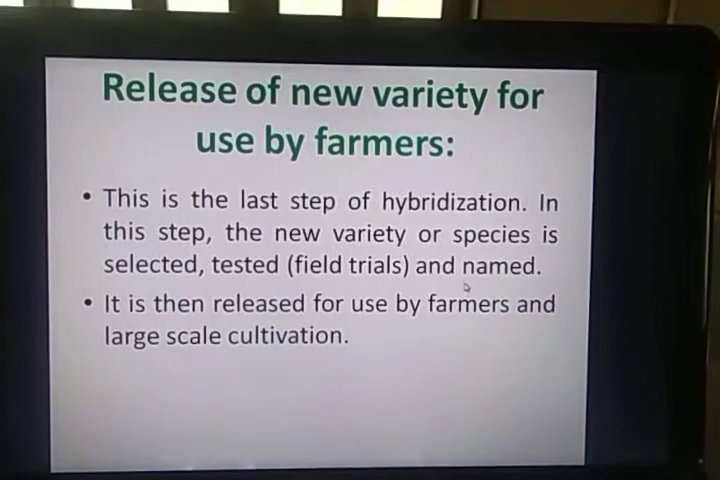 Release of new variety for
use by farmers:
• This is the last step of hybridization. In
this step, the new variety or species is
selected, tested (field trials) and named.
• It is then released for use by farmers and
large scale cultivation.